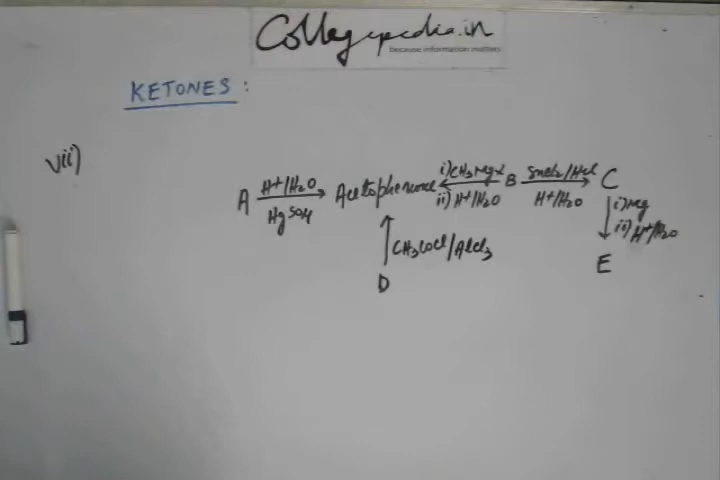 Collegepedia.in
because information matters
KETONES :
vii)
A H+/H2O HgSO4 Acetophenone i) CH3MgX ii) H+/H2O B SnCl2/HCl H+/H2O C
i) Mg
ii) H+/H2O
CH3COCl/AlCl3
D
E